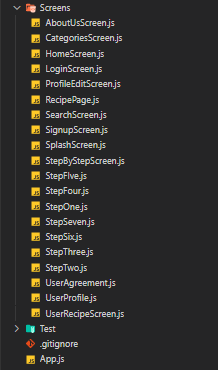 Screens
AboutUsScreen.js
CategoriesScreen.js
HomeScreen.js
LoginScreen.js
ProfileEditScreen.js
RecipePage.js
SearchScreen.js
SignupScreen.js
SplashScreen.js
StepByStepScreen.js
StepFIve.js
StepFour.js
StepOne.js
StepSeven.js
StepSix.js
StepThree.js
StepTwo.js
UserAgreement.js
UserProfile.js
UserRecipeScreen.js
Test
.gitignore
App.js